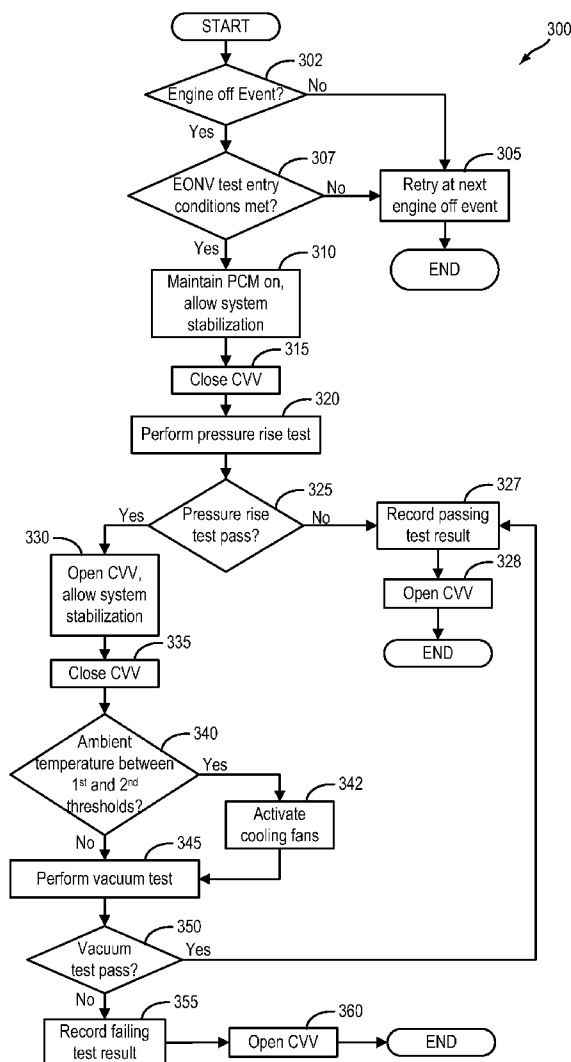 START
300
302
Engine off Event?
No
Yes
307
EONV test entry
conditions met?
No
Yes
305
Retry at next
engine off event
END
310
Maintain PCM on,
allow system
stabilization
315
Close CVV
320
Perform pressure rise test
325
Pressure rise
test pass?
Yes
No
327
Record passing
test result
328
Open CVV
END
330
Open CVV,
allow system
stabilization
335
Close CVV
340
Ambient
temperature between
1st and 2nd
thresholds?
Yes
No
342
Activate
cooling fans
345
Perform vacuum test
350
Vacuum
test pass?
Yes
No
355
Record failing
test result
360
Open CVV
END